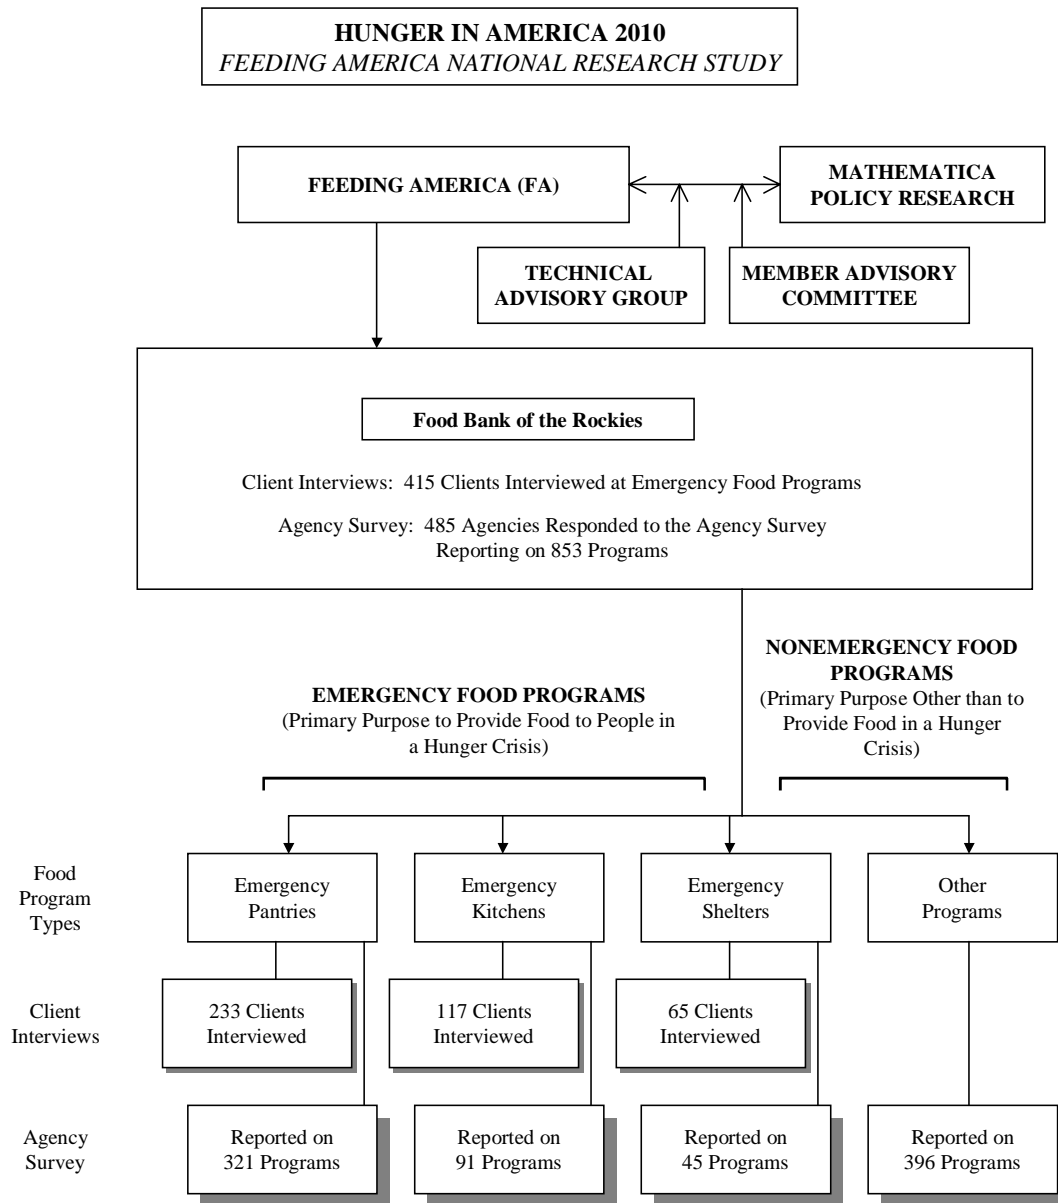 HUNGER IN AMERICA 2010
FEEDING AMERICA NATIONAL RESEARCH STUDY
FEEDING AMERICA (FA)
MATHEMATICA
POLICY RESEARCH
TECHNICAL
ADVISORY GROUP
MEMBER ADVISORY
COMMITTEE
Food Bank of the Rockies
Client Interviews: 415 Clients Interviewed at Emergency Food Programs
Agency Survey: 485 Agencies Responded to the Agency Survey
Reporting on 853 Programs
EMERGENCY FOOD PROGRAMS
(Primary Purpose to Provide Food to People in
a Hunger Crisis)
NONEMERGENCY FOOD
PROGRAMS
(Primary Purpose Other than to
Provide Food in a Hunger
Crisis)
Food
Program
Types
Emergency
Pantries
Emergency
Kitchens
Emergency
Shelters
Other
Programs
Client
Interviews
233 Clients
Interviewed
117 Clients
Interviewed
65 Clients
Interviewed
Agency
Survey
Reported on
321 Programs
Reported on
91 Programs
Reported on
45 Programs
Reported on
396 Programs